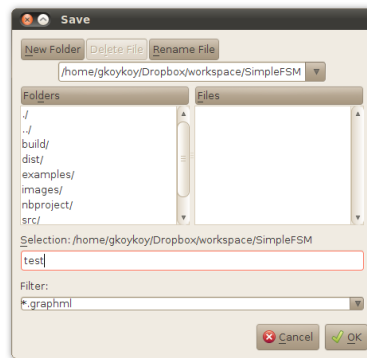 Save
New Folder Delete File Rename File
/home/gkoykoy/Dropbox/workspace/SimpleFSM
Folders Files
./
../
build/
dist/
examples/
images/
nbproject/
src/
Selection: /home/gkoykoy/Dropbox/workspace/SimpleFSM
test
Filter:
*.graphml
Cancel OK